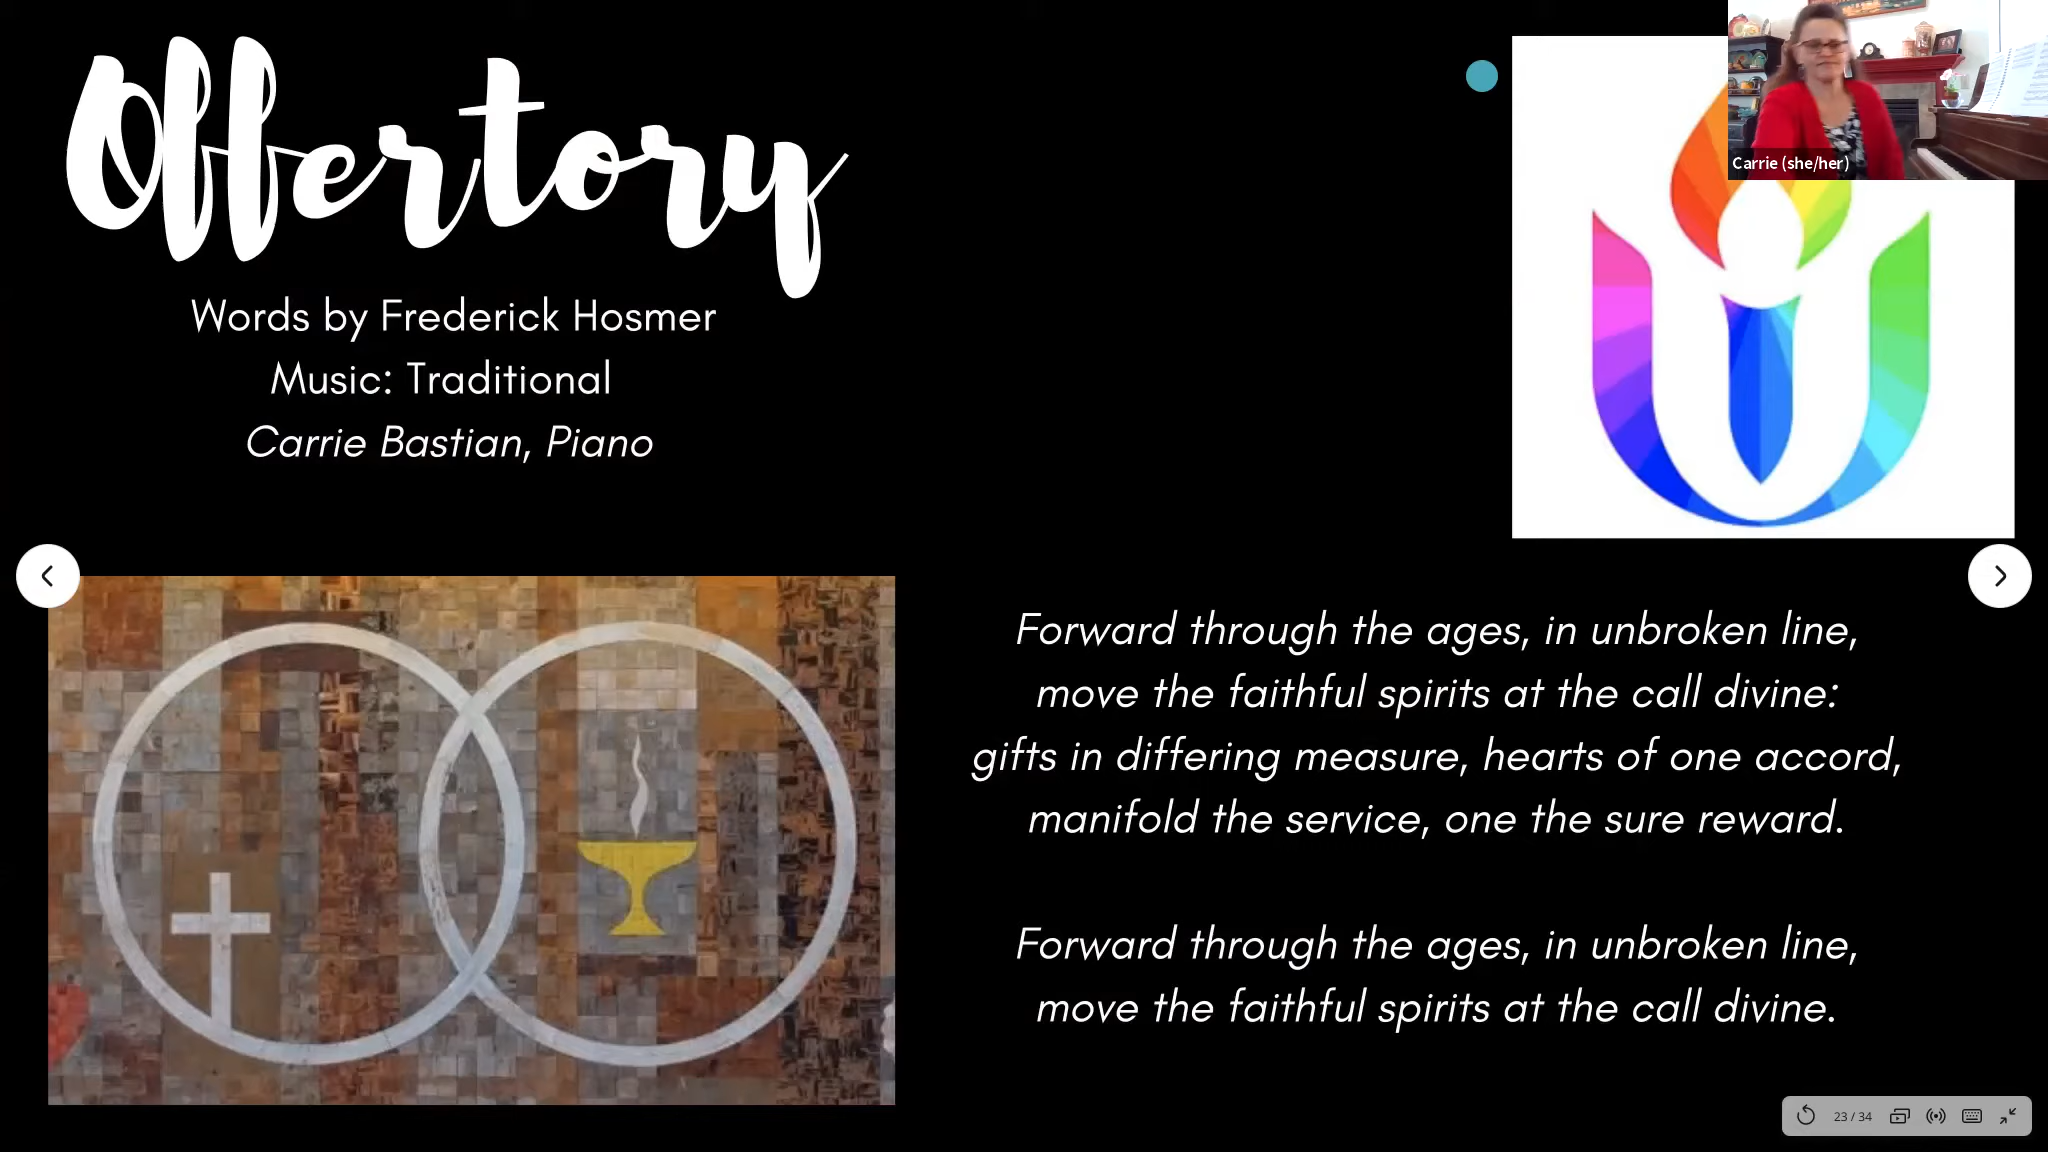 Offertory
Words by Frederick Hosmer
Music: Traditional
Carrie Bastian, Piano
Carrie (she/her)
Forward through the ages, in unbroken line,
move the faithful spirits at the call divine:
gifts in differing measure, hearts of one accord,
manifold the service, one the sure reward.
Forward through the ages, in unbroken line,
move the faithful spirits at the call divine.
23 / 34